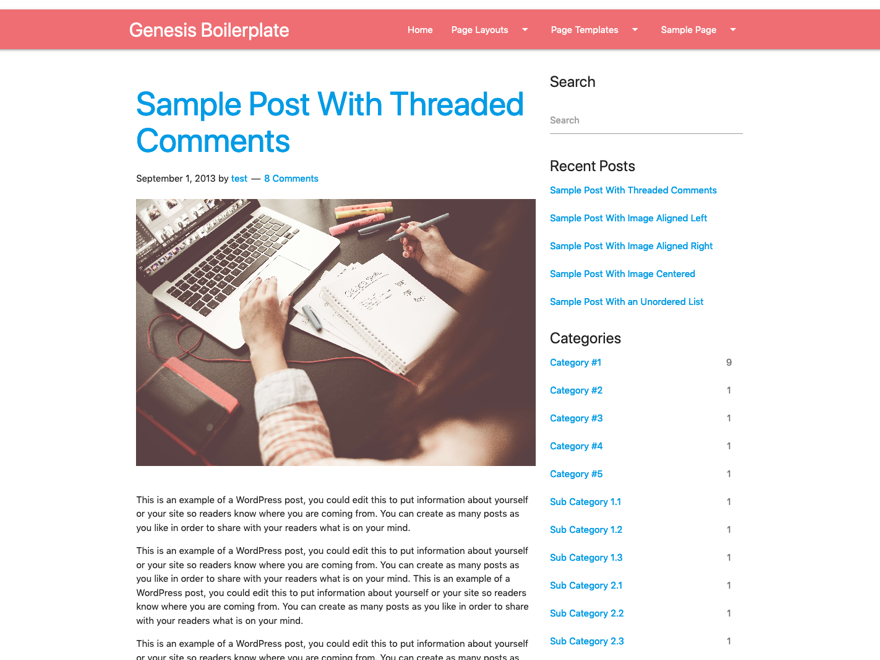 Genesis Boilerplate
Home
Page Layouts
Page Templates
Sample Page
Sample Post With Threaded
Comments
September 1, 2013 by test — 8 Comments
This is an example of a WordPress post, you could edit this to put information about yourself
or your site so readers know where you are coming from. You can create as many posts as
you like in order to share with your readers what is on your mind.
This is an example of a WordPress post, you could edit this to put information about yourself
or your site so readers know where you are coming from. You can create as many posts as
you like in order to share with your readers what is on your mind. This is an example of a
WordPress post, you could edit this to put information about yourself or your site so readers
know where you are coming from. You can create as many posts as you like in order to share
with your readers what is on your mind.
This is an example of a WordPress post, you could edit this to put information about yourself
or your site so readers know where you are coming from. You can create as many posts as
Search
Search
Recent Posts
Sample Post With Threaded Comments
Sample Post With Image Aligned Left
Sample Post With Image Aligned Right
Sample Post With Image Centered
Sample Post With an Unordered List
Categories
Category #1 9
Category #2 1
Category #3 1
Category #4 1
Category #5 1
Sub Category 1.1 1
Sub Category 1.2 1
Sub Category 1.3 1
Sub Category 2.1 1
Sub Category 2.2 1
Sub Category 2.3 1